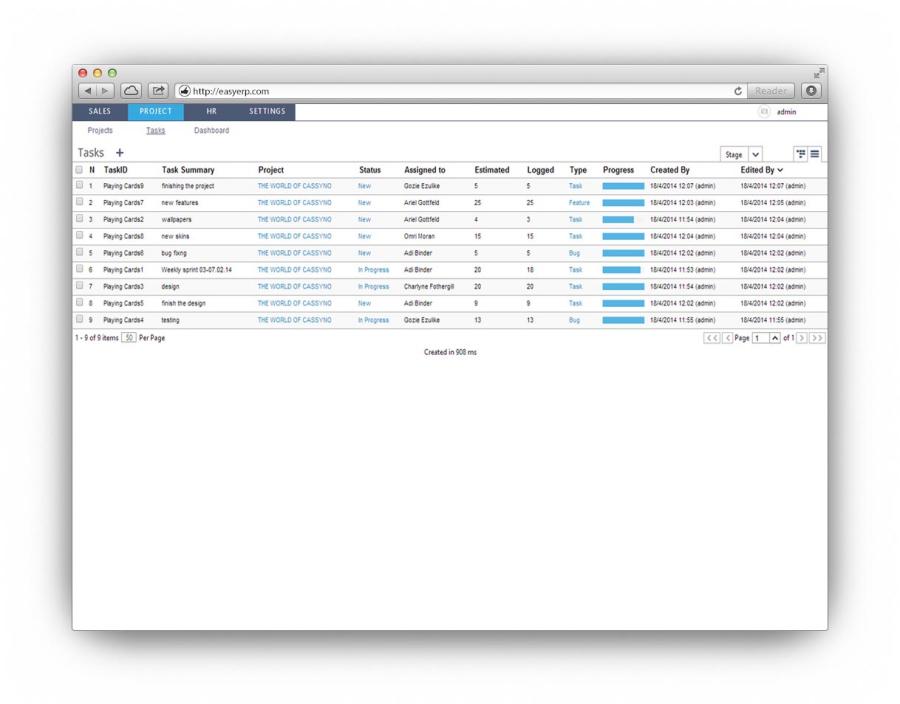 http://easyerp.com Reader
SALES PROJECT HR SETTINGS admin
Projects Tasks Dashboard
Tasks + Stage
N TaskID Task Summary Project Status Assigned to Estimated Logged Type Progress Created By Edited By
1 Playing Cards9 finishing the project THE WORLD OF CASSYNO New Gozie Ezulike 5 5 Task 18/4/2014 12:07 (admin) 18/4/2014 12:07 (admin)
2 Playing Cards7 new features THE WORLD OF CASSYNO New Ariel Gottfeld 25 25 Feature 18/4/2014 12:03 (admin) 18/4/2014 12:05 (admin)
3 Playing Cards2 wallpapers THE WORLD OF CASSYNO New Ariel Gottfeld 4 3 Task 18/4/2014 11:54 (admin) 18/4/2014 12:04 (admin)
4 Playing Cards8 new skins THE WORLD OF CASSYNO New Omri Moran 15 15 Task 18/4/2014 12:04 (admin) 18/4/2014 12:04 (admin)
5 Playing Cards6 bug fixng THE WORLD OF CASSYNO New Adi Binder 5 5 Bug 18/4/2014 12:02 (admin) 18/4/2014 12:02 (admin)
6 Playing Cards1 Weekly sprint 03-07.02.14 THE WORLD OF CASSYNO In Progress Adi Binder 20 18 Task 18/4/2014 11:53 (admin) 18/4/2014 12:02 (admin)
7 Playing Cards3 design THE WORLD OF CASSYNO In Progress Charlyne Fothergill 20 20 Task 18/4/2014 11:54 (admin) 18/4/2014 12:02 (admin)
8 Playing Cards5 finish the design THE WORLD OF CASSYNO New Adi Binder 9 9 Task 18/4/2014 12:02 (admin) 18/4/2014 12:02 (admin)
9 Playing Cards4 testing THE WORLD OF CASSYNO In Progress Gozie Ezulike 13 13 Bug 18/4/2014 11:55 (admin) 18/4/2014 11:55 (admin)
1 - 9 of 9 items 50 Per Page << < Page 1 of 1 > >>
Created in 908 ms